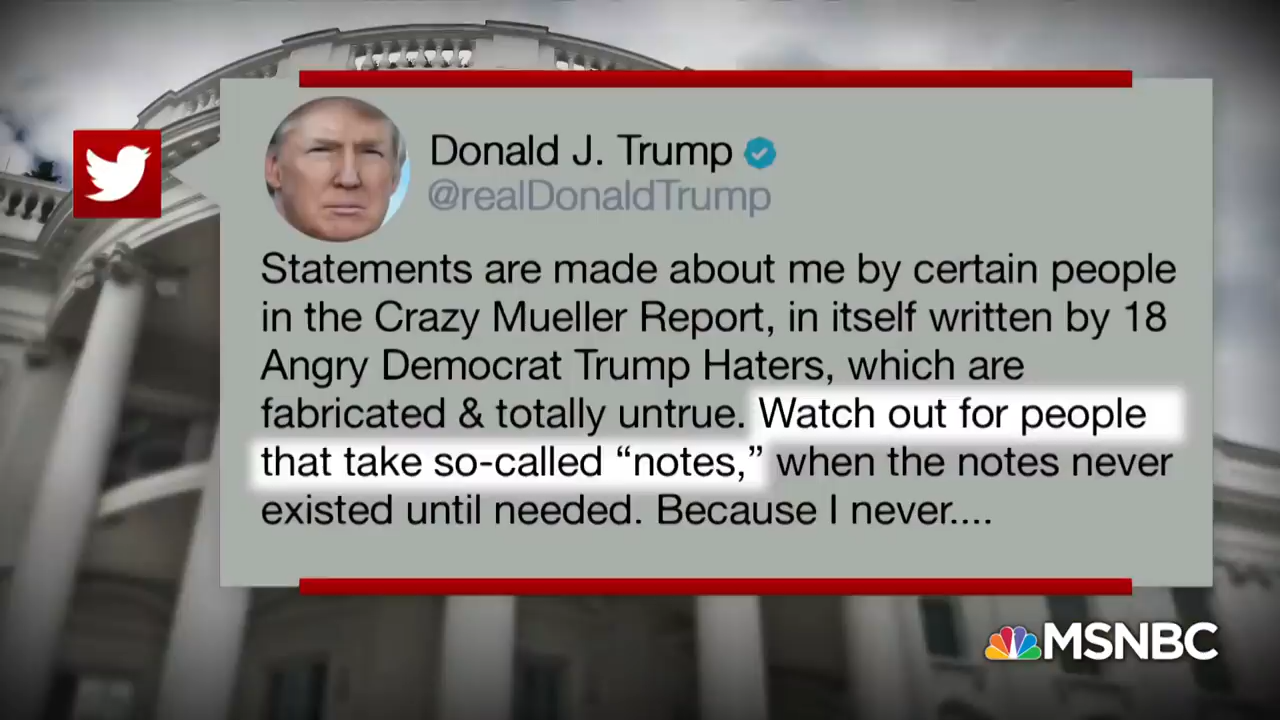 Donald J. Trump
@realDonaldTrump
Statements are made about me by certain people
in the Crazy Mueller Report, in itself written by 18
Angry Democrat Trump Haters, which are
fabricated & totally untrue. Watch out for people
that take so-called “notes,” when the notes never
existed until needed. Because I never....
MSNBC